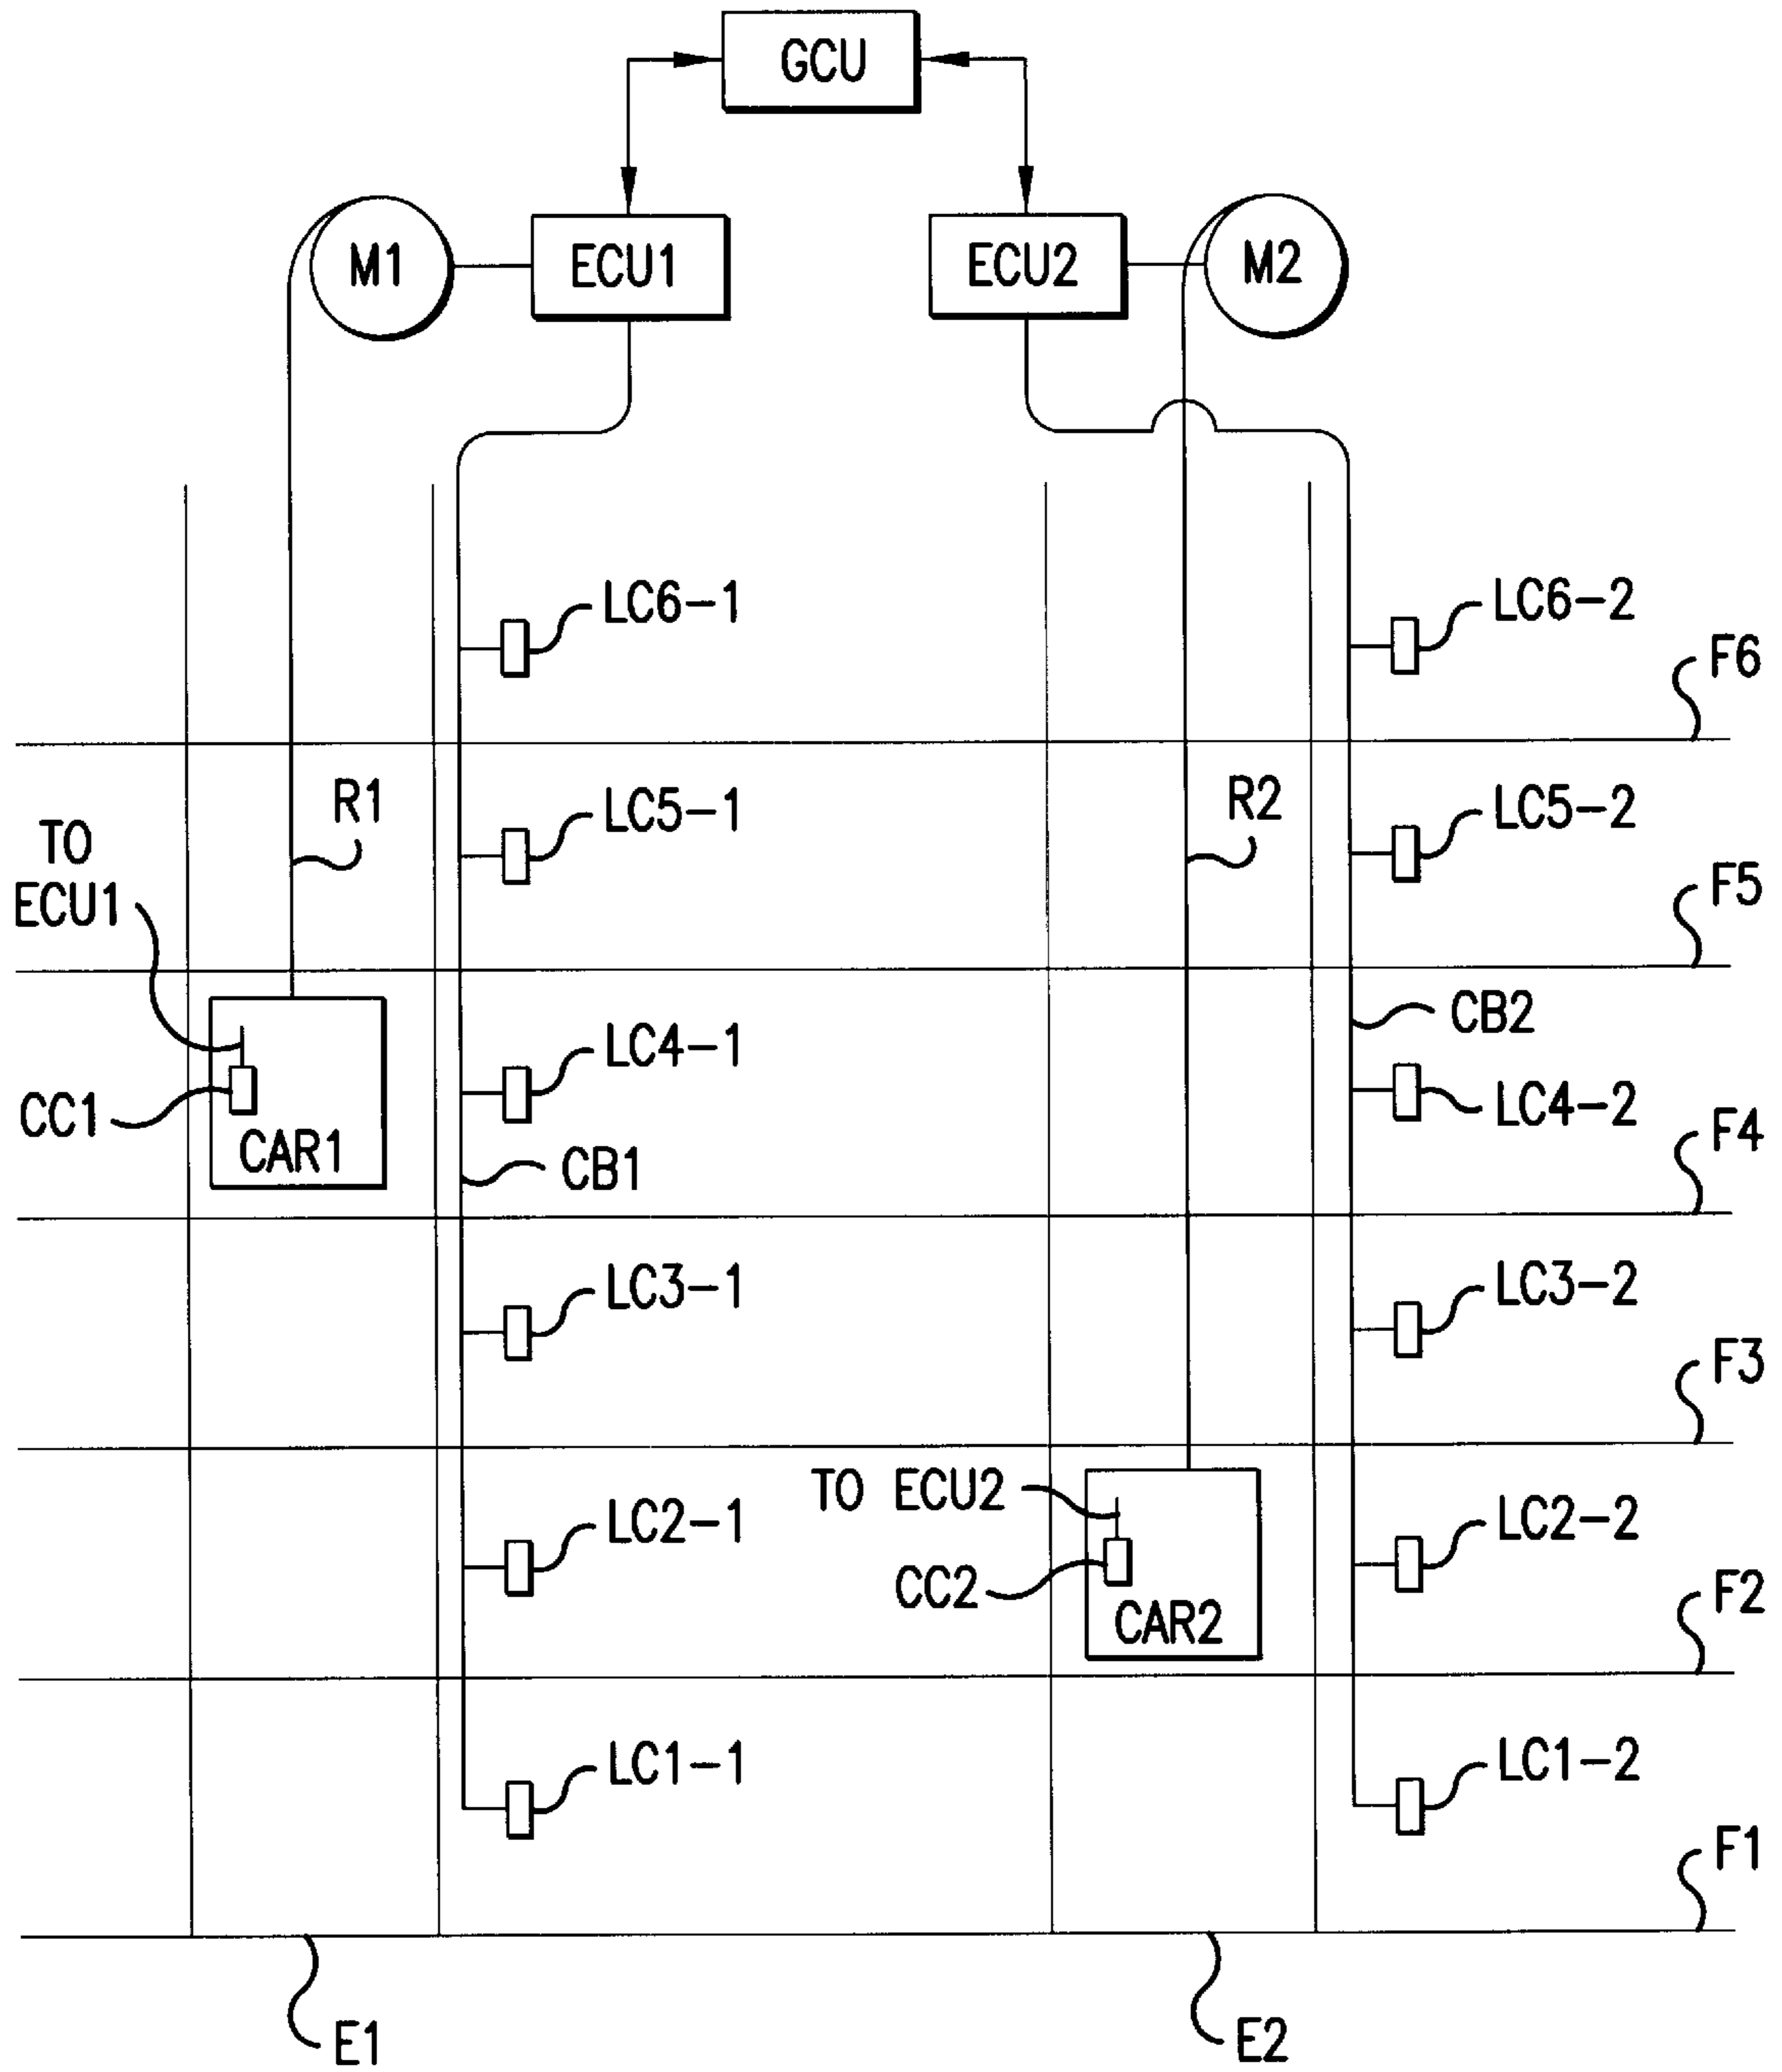 GCU
M1
ECU1
ECU2
M2
LC6-1
LC6-2
F6
R1
LC5-1
R2
LC5-2
TO
ECU1
F5
CB2
LC4-1
LC4-2
CC1
CAR1
CB1
F4
LC3-1
LC3-2
F3
TO ECU2
LC2-1
LC2-2
CC2
CAR2
F2
LC1-1
LC1-2
F1
E1
E2